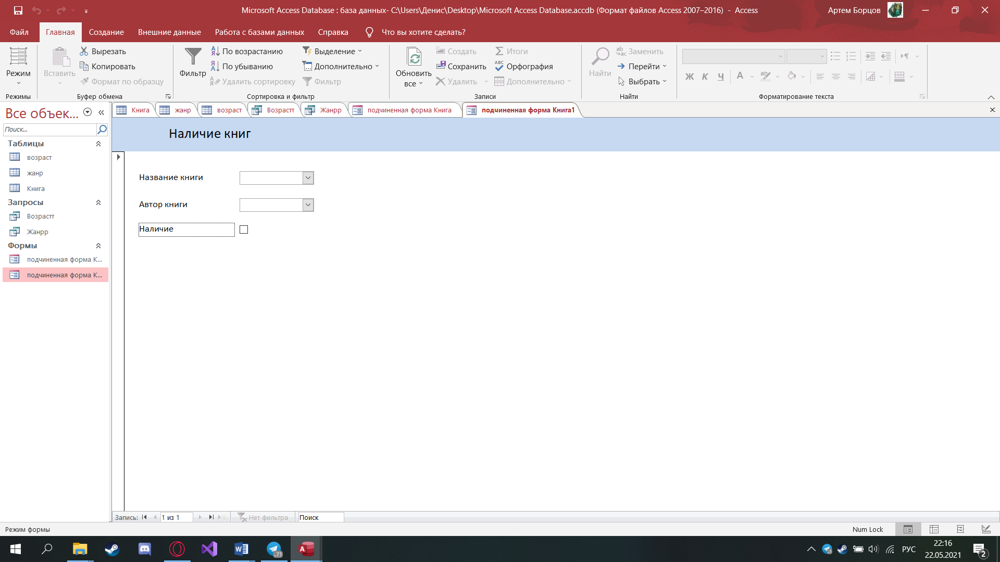 Microsoft Access Database : база данных- C:\Users\Денис\Desktop\Microsoft Access Database.accdb (Формат файлов Access 2007–2016) - Access
Артем Борцов
Файл Главная Создание Внешние данные Работа с базами данных Справка Что вы хотите сделать?
Режим
Режимы
Вставить
Вырезать
Копировать
Формат по образцу
Буфер обмена
Фильтр
По возрастанию
По убыванию
Удалить сортировку
Выделение
Дополнительно
Фильтр
Сортировка и фильтр
Обновить
все
Создать
Сохранить
Удалить
Итоги
Орфография
Дополнительно
Записи
Найти
Заменить
Перейти
Выбрать
Найти
Ж К Ч А
Форматирование текста
Все объек...
Поиск...
Таблицы
возраст
жанр
Книга
Запросы
Возрастт
Жанрр
Формы
подчиненная форма К...
подчиненная форма К...
Книга жанр возраст Возрастт Жанрр подчиненная форма Книга подчиненная форма Книга1
Наличие книг
Название книги
Автор книги
Наличие
Запись: 1 из 1 Нет фильтра Поиск
Режим формы
Num Lock
71
РУС
22:16
22.05.2021
2